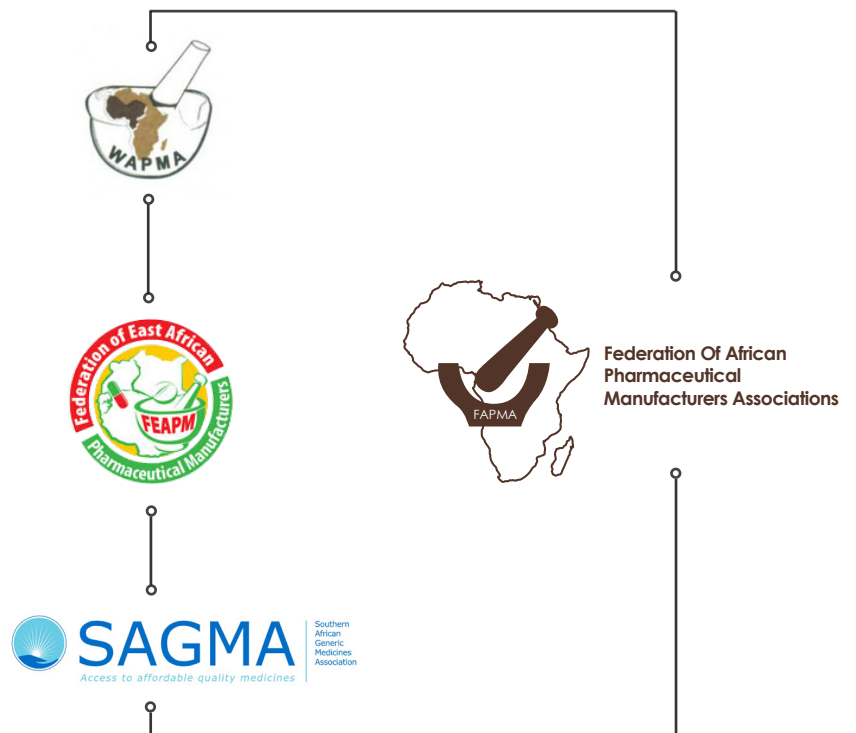 WAPMA
Federation of East African
FEAPM
Pharmaceutical Manufacturers
SAGMA
Access to affordable quality medicines
Southern
African
Generic
Medicines
Association
FAPMA
Federation Of African
Pharmaceutical
Manufacturers Associations